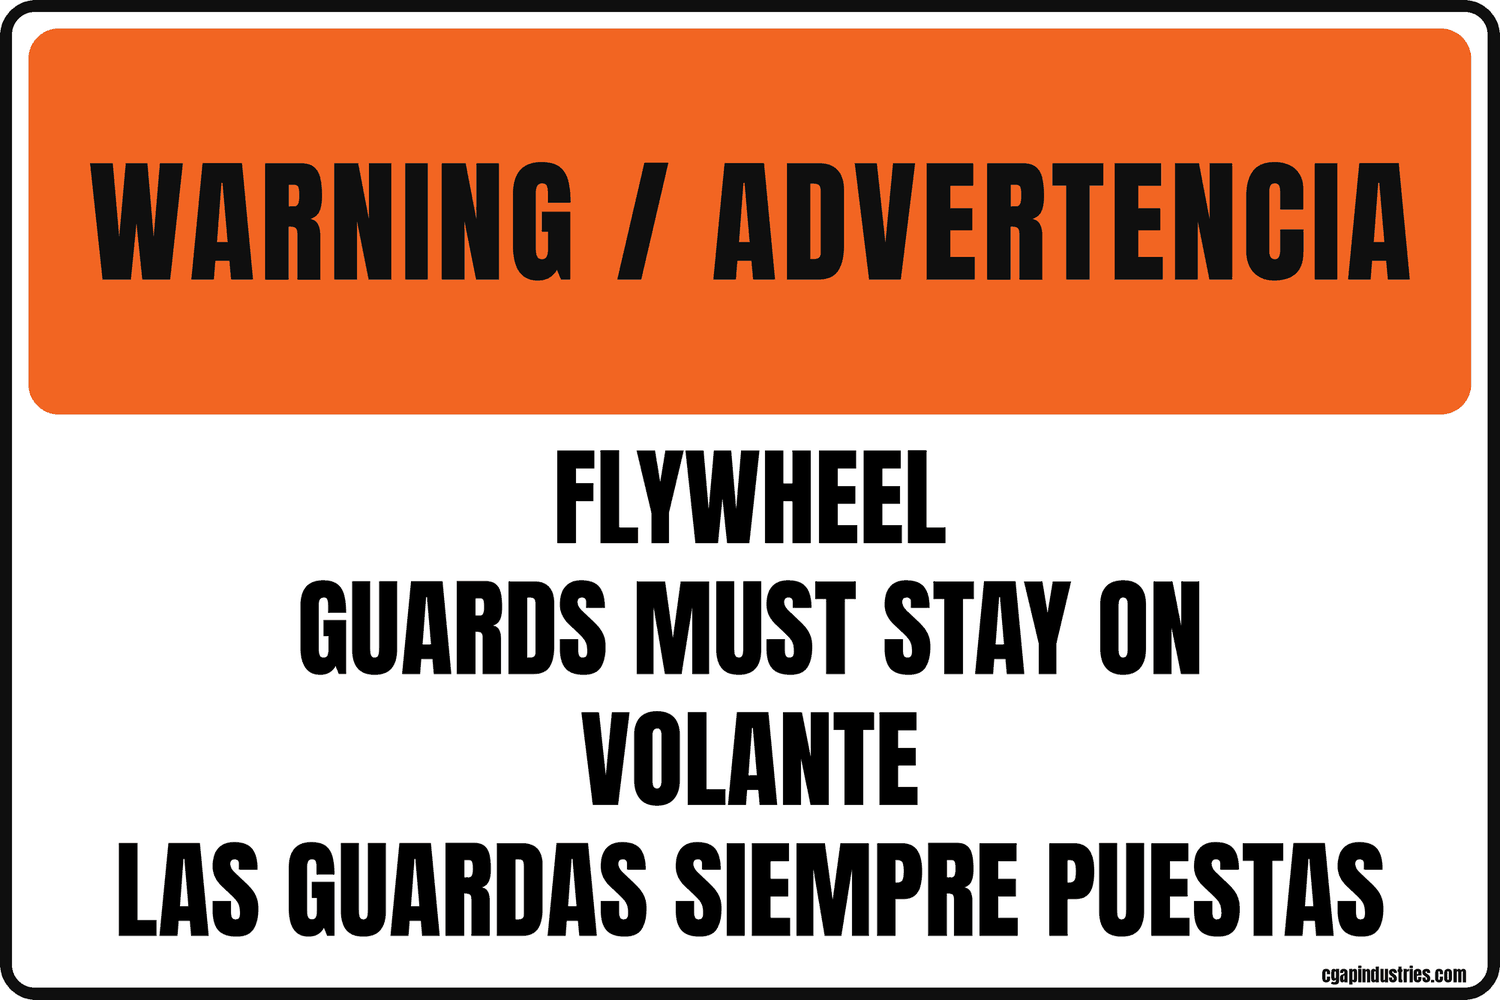 WARNING / ADVERTENCIA
FLYWHEEL
GUARDS MUST STAY ON
VOLANTE
LAS GUARDAS SIEMPRE PUESTAS
cgapindustries.com